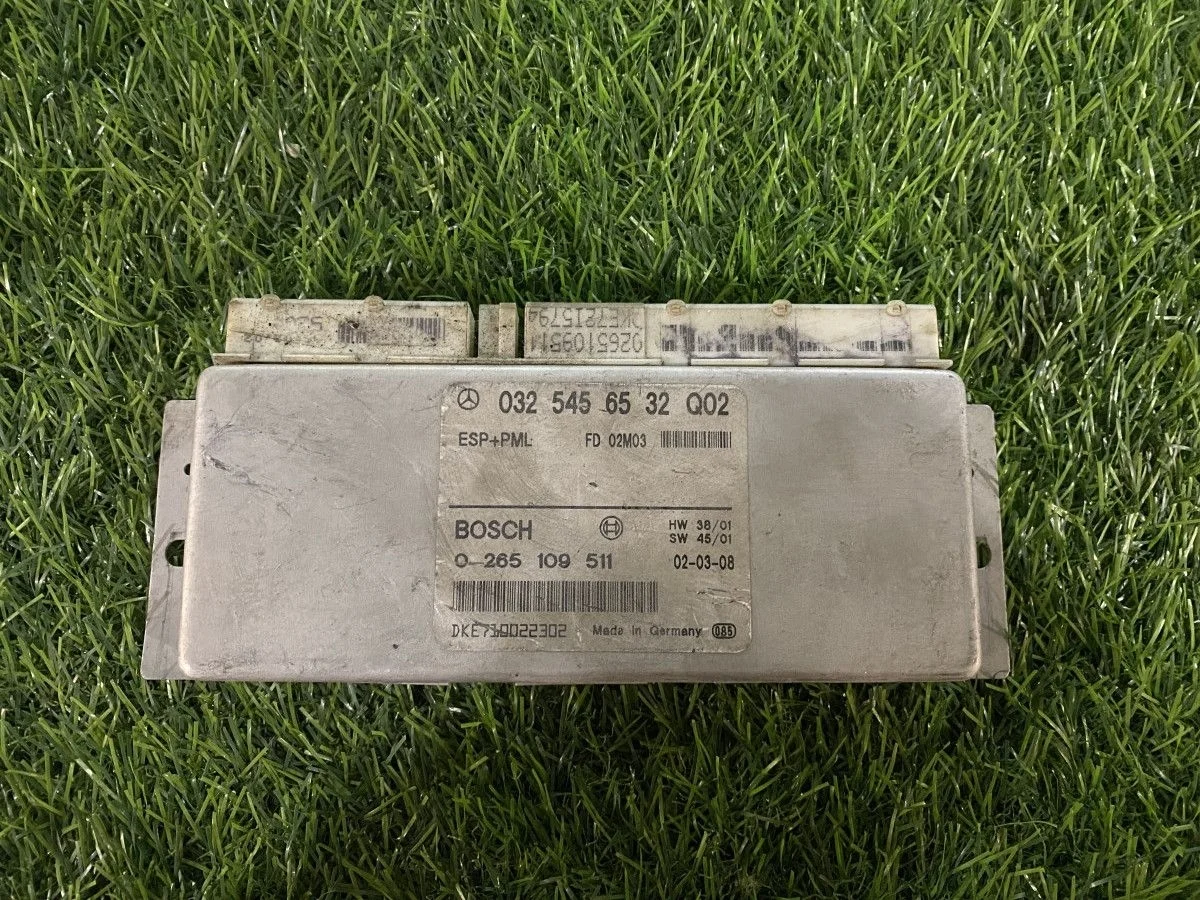 0265109511
032 545 65 32 Q02
ESP+PML FD 02M03
BOSCH HW 38/01
SW 45/01
0 265 109 511 02-03-08
Made in Germany 085